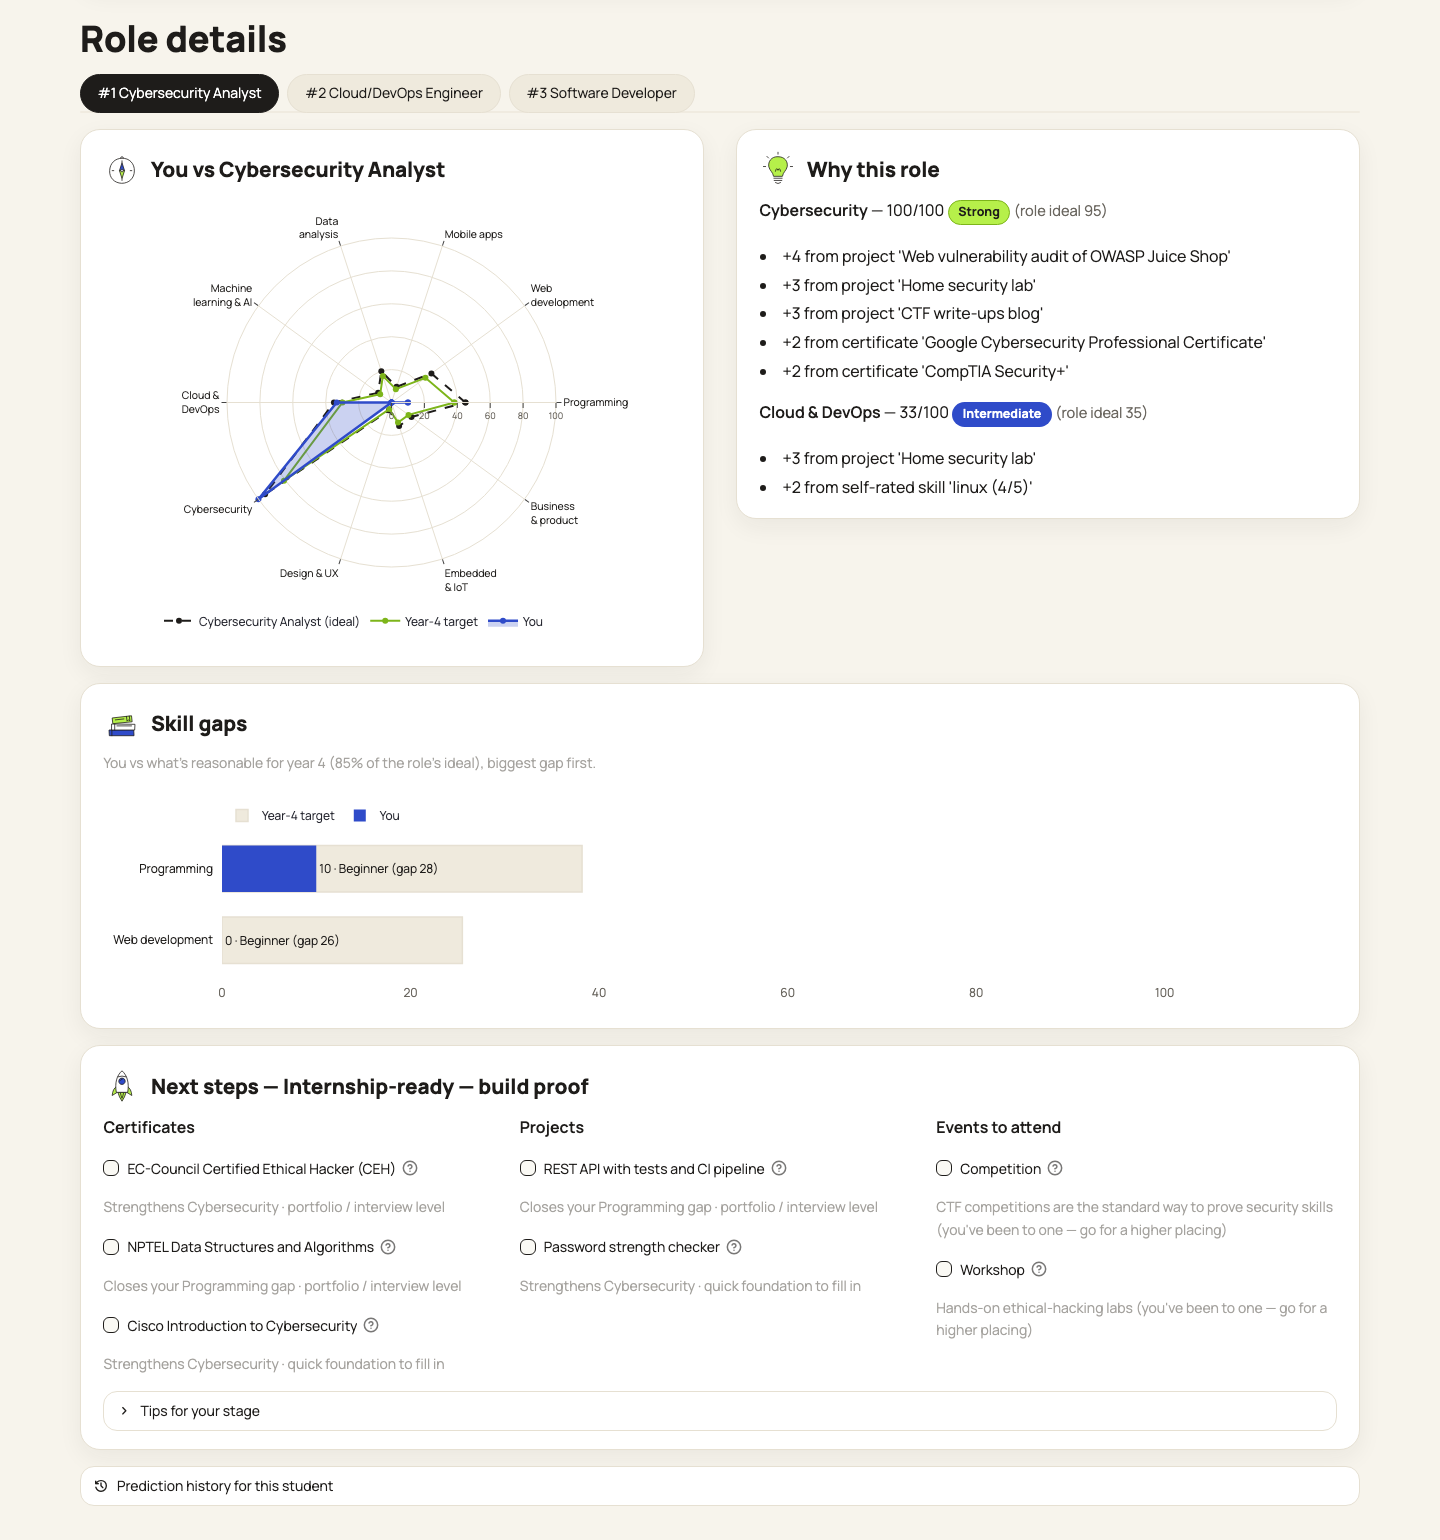 Role details
#1 Cybersecurity Analyst
#2 Cloud/DevOps Engineer
#3 Software Developer
You vs Cybersecurity Analyst
Data
analysis
Mobile apps
Machine
learning & AI
Web
development
Cloud &
DevOps
Programming
0 20 40 60 80 100
Cybersecurity
Business
& product
Design & UX
Embedded
& IoT
Cybersecurity Analyst (ideal)
Year-4 target
You
Why this role
Cybersecurity — 100/100 Strong (role ideal 95)
• +4 from project 'Web vulnerability audit of OWASP Juice Shop'
• +3 from project 'Home security lab'
• +3 from project 'CTF write-ups blog'
• +2 from certificate 'Google Cybersecurity Professional Certificate'
• +2 from certificate 'CompTIA Security+'
Cloud & DevOps — 33/100 Intermediate (role ideal 35)
• +3 from project 'Home security lab'
• +2 from self-rated skill 'linux (4/5)'
Skill gaps
You vs what's reasonable for year 4 (85% of the role's ideal), biggest gap first.
Year-4 target
You
Programming
10 · Beginner (gap 28)
Web development
0 · Beginner (gap 26)
0 20 40 60 80 100
Next steps — Internship-ready — build proof
Certificates
EC-Council Certified Ethical Hacker (CEH)
Strengthens Cybersecurity · portfolio / interview level
NPTEL Data Structures and Algorithms
Closes your Programming gap · portfolio / interview level
Cisco Introduction to Cybersecurity
Strengthens Cybersecurity · quick foundation to fill in
Projects
REST API with tests and CI pipeline
Closes your Programming gap · portfolio / interview level
Password strength checker
Strengthens Cybersecurity · quick foundation to fill in
Events to attend
Competition
CTF competitions are the standard way to prove security skills
(you've been to one — go for a higher placing)
Workshop
Hands-on ethical-hacking labs (you've been to one — go for a
higher placing)
Tips for your stage
Prediction history for this student